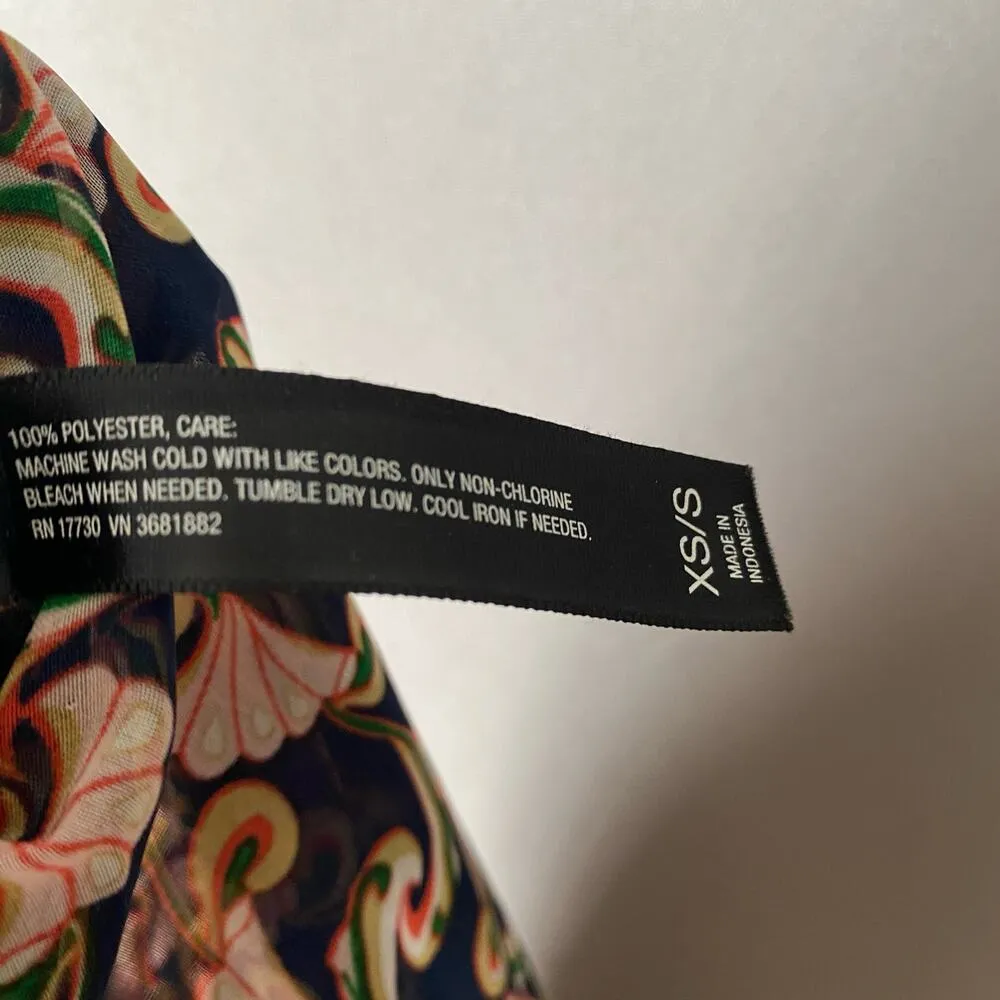 100% POLYESTER, CARE:
MACHINE WASH COLD WITH LIKE COLORS. ONLY NON-CHLORINE
BLEACH WHEN NEEDED. TUMBLE DRY LOW. COOL IRON IF NEEDED.
RN 17730 VN 3681882
XS/S
MADE IN
INDONESIA